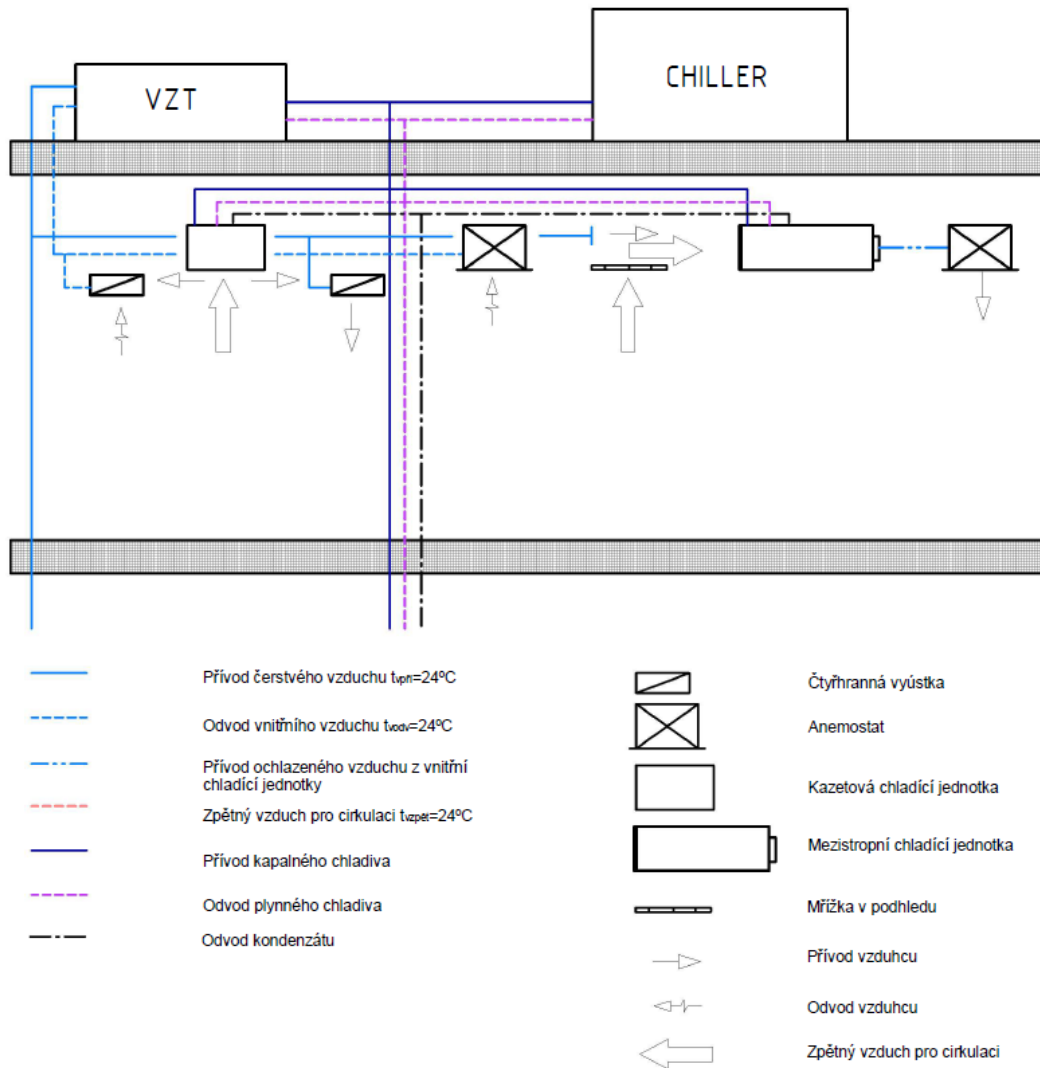 VZT
CHILLER
Přívod čerstvého vzduchu tvpři=24ºC
Odvod vnitřního vzduchu tvodv=24ºC
Přívod ochlazeného vzduchu z vnitřní
chladící jednotky
Zpětný vzduch pro cirkulaci tvzpět=24ºC
Přívod kapalného chladiva
Odvod plynného chladiva
Odvod kondenzátu
Čtyřhranná vyústka
Anemostat
Kazetová chladící jednotka
Mezistropní chladící jednotka
Mřížka v podhledu
Přívod vzduhcu
Odvod vzduhcu
Zpětný vzduch pro cirkulaci